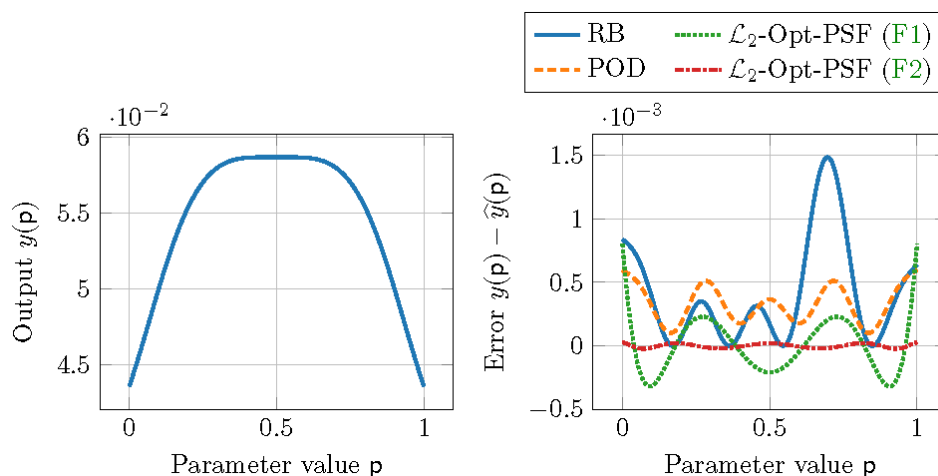 RB
ℒ₂-Opt-PSF (F1)
POD
ℒ₂-Opt-PSF (F2)
·10⁻²
6
5.5
5
4.5
0
0.5
1
Output y(p)
Parameter value p
·10⁻³
1.5
1
0.5
0
−0.5
0
0.5
1
Error y(p) − ŷ(p)
Parameter value p